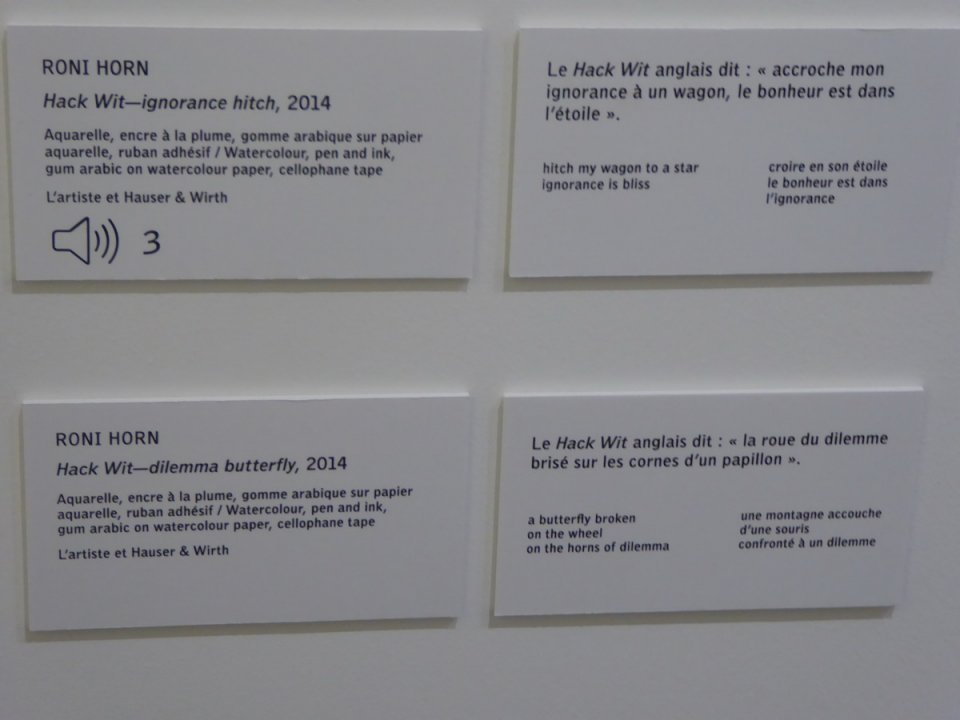 RONI HORN
Hack Wit—ignorance hitch, 2014
Aquarelle, encre à la plume, gomme arabique sur papier
aquarelle, ruban adhésif / Watercolour, pen and ink,
gum arabic on watercolour paper, cellophane tape
L'artiste et Hauser & Wirth
3
Le Hack Wit anglais dit : « accroche mon
ignorance à un wagon, le bonheur est dans
l'étoile ».
hitch my wagon to a star
ignorance is bliss
croire en son étoile
le bonheur est dans
l'ignorance
RONI HORN
Hack Wit—dilemma butterfly, 2014
Aquarelle, encre à la plume, gomme arabique sur papier
aquarelle, ruban adhésif / Watercolour, pen and ink,
gum arabic on watercolour paper, cellophane tape
L'artiste et Hauser & Wirth
Le Hack Wit anglais dit : « la roue du dilemme
brisé sur les cornes d'un papillon ».
a butterfly broken
on the wheel
on the horns of dilemma
une montagne accouche
d'une souris
confronté à un dilemme